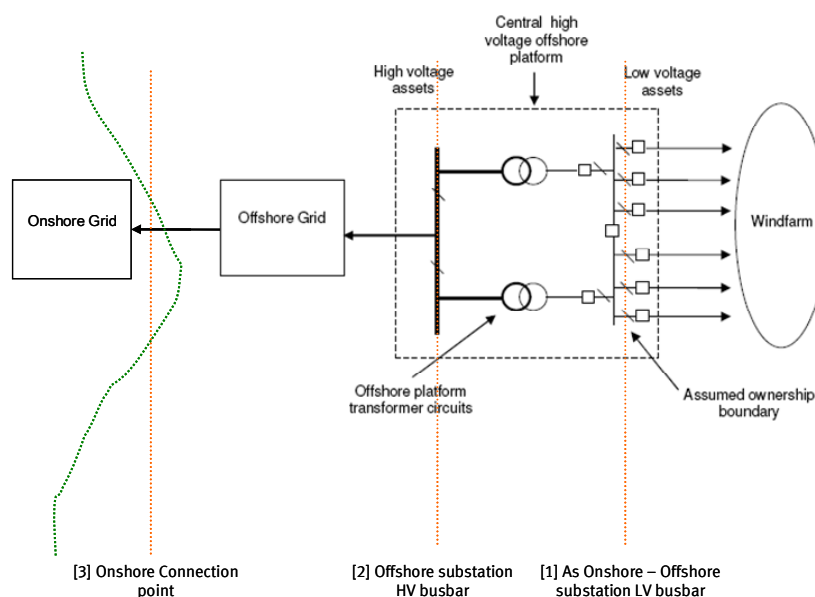 Central high
voltage offshore
platform
High voltage
assets
Low voltage
assets
Onshore Grid
Offshore Grid
Windfarm
Offshore platform
transformer circuits
Assumed ownership
boundary
[3] Onshore Connection
point
[2] Offshore substation
HV busbar
[1] As Onshore – Offshore
substation LV busbar